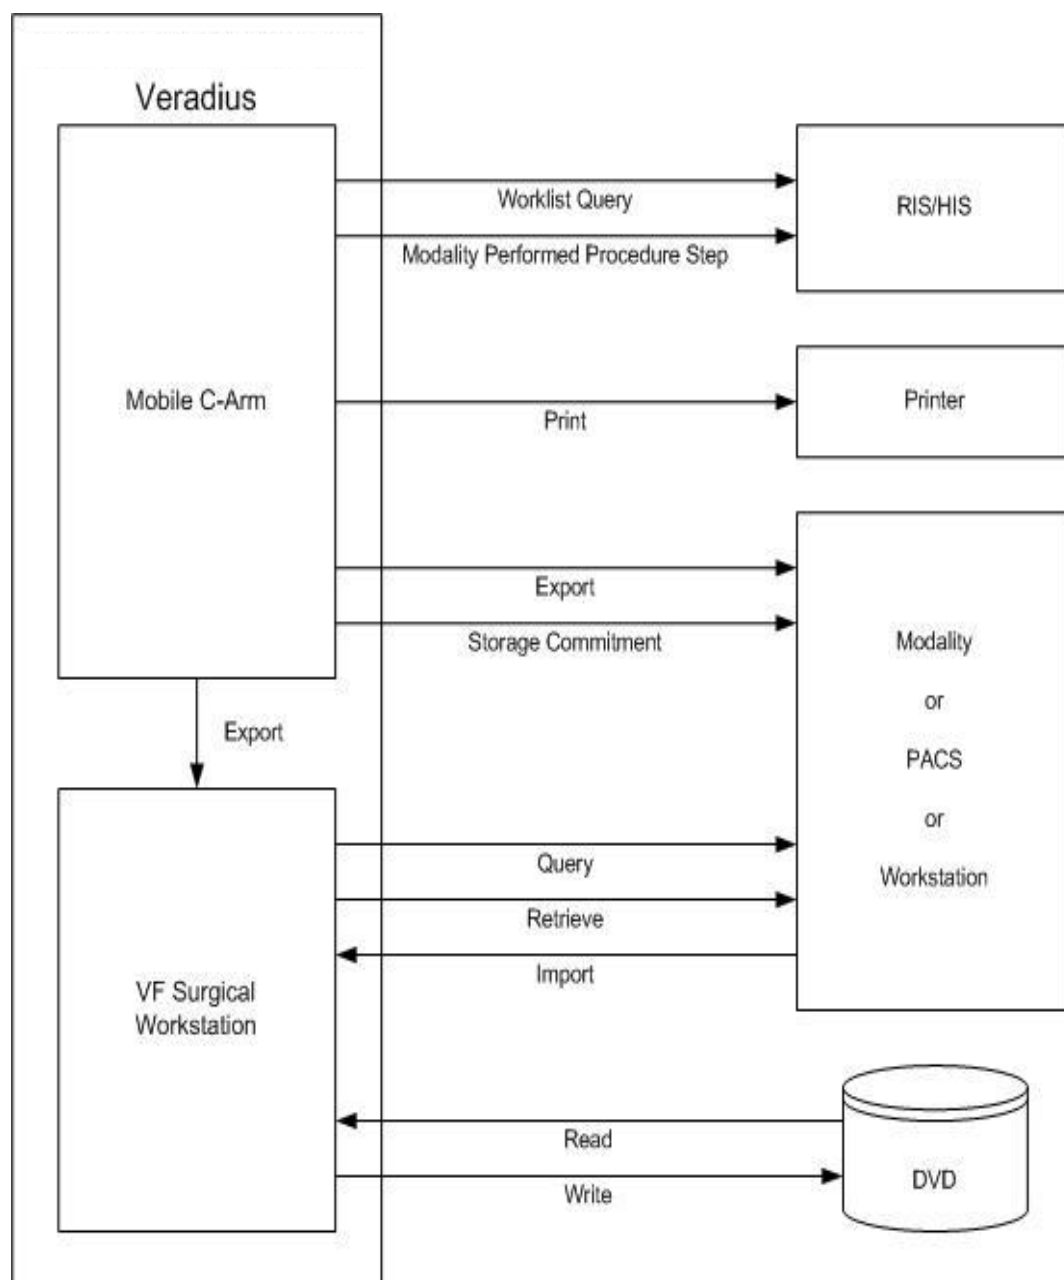 Veradius
Worklist Query
RIS/HIS
Modality Performed Procedure Step
Mobile C-Arm
Print
Printer
Export
Storage Commitment
Modality
or
PACS
or
Workstation
Export
Query
Retrieve
Import
VF Surgical
Workstation
Read
Write
DVD